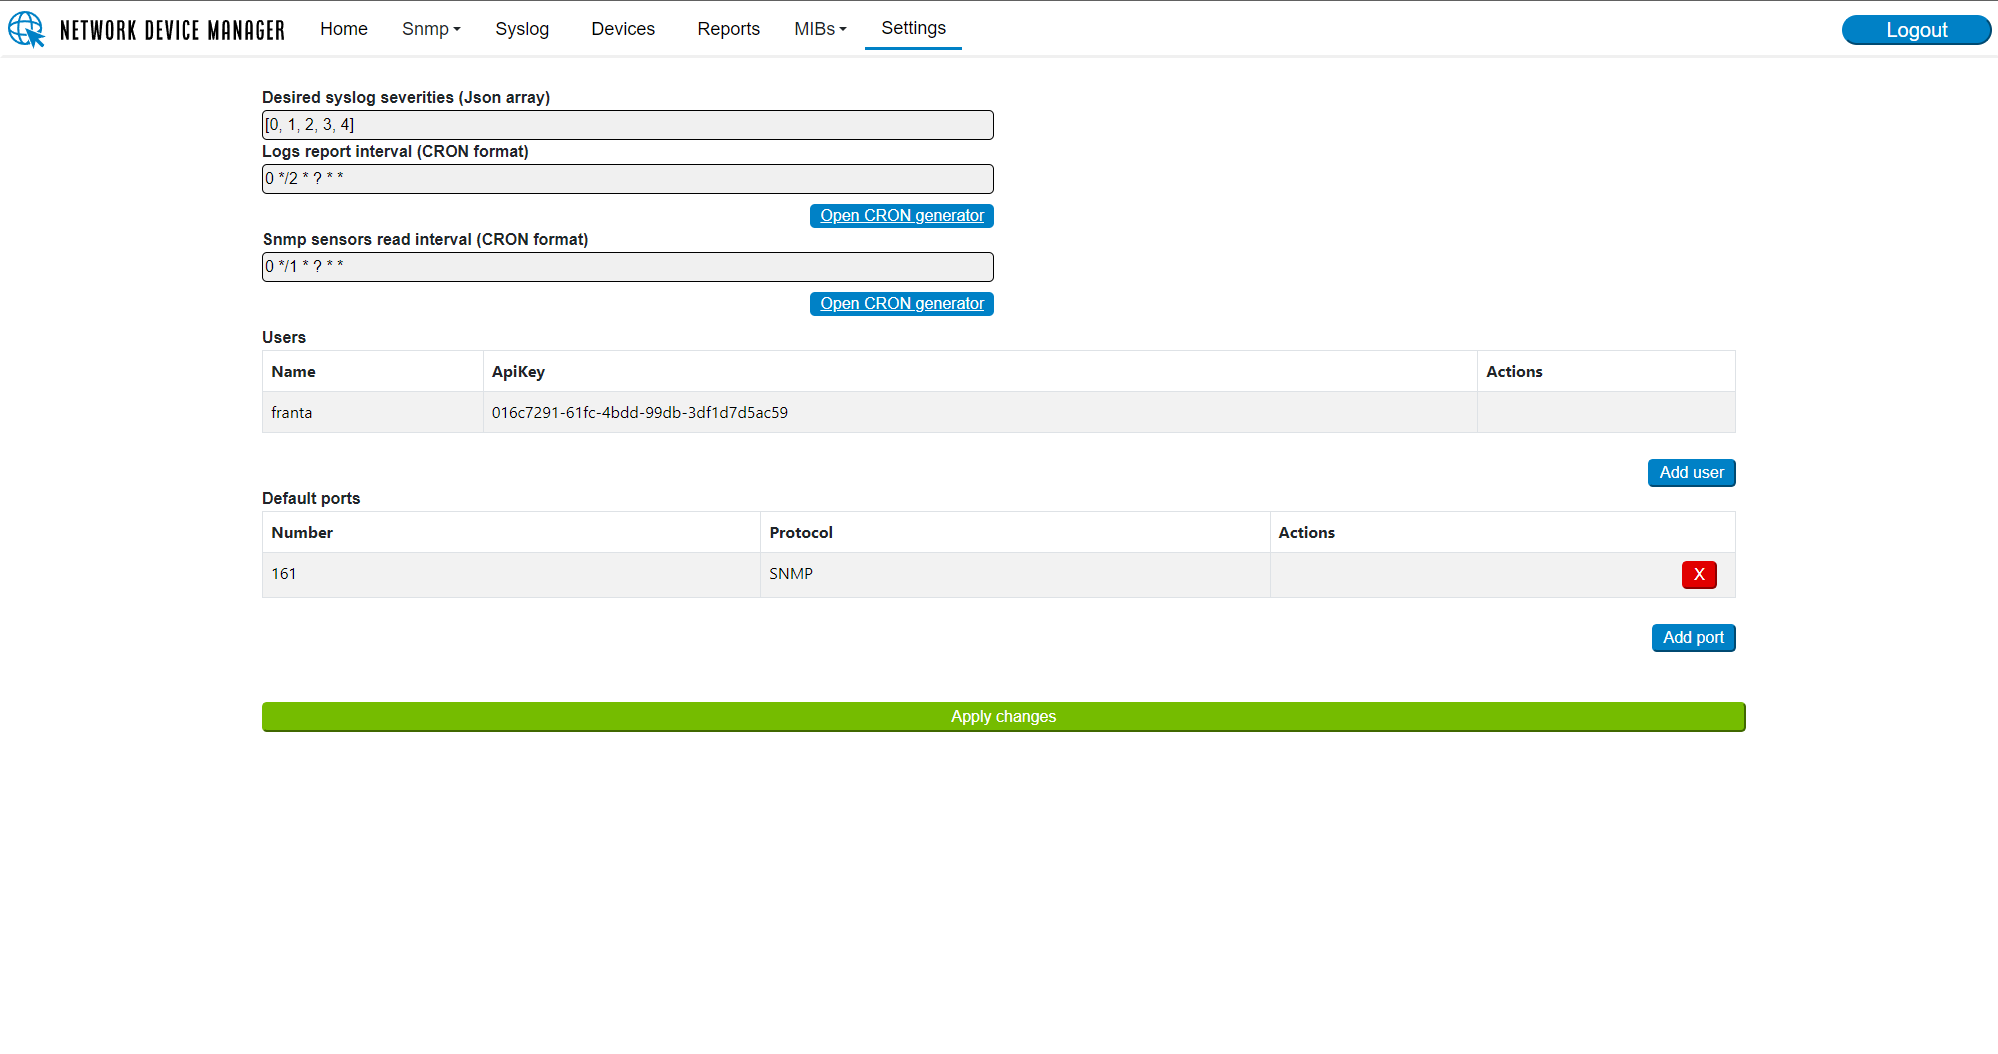 NETWORK DEVICE MANAGER Home Snmp Syslog Devices Reports MIBs Settings Logout
Desired syslog severities (Json array)
[0, 1, 2, 3, 4]
Logs report interval (CRON format)
0 */2 * ? * *
Open CRON generator
Snmp sensors read interval (CRON format)
0 */1 * ? * *
Open CRON generator
Users
Name ApiKey Actions
franta 016c7291-61fc-4bdd-99db-3df1d7d5ac59
Add user
Default ports
Number Protocol Actions
161 SNMP X
Add port
Apply changes